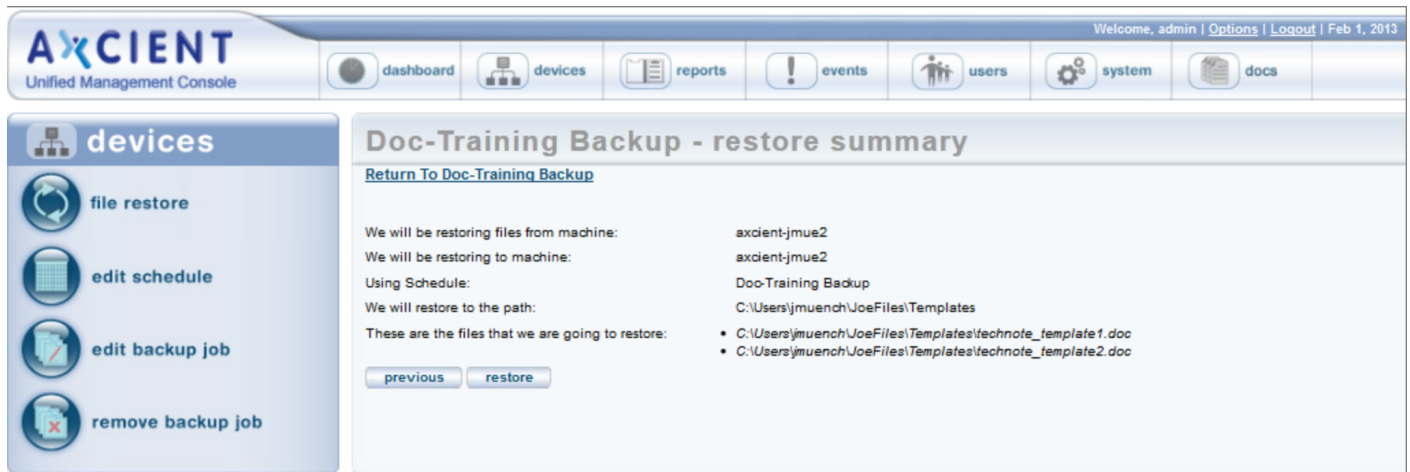 AXCIENT
Unified Management Console
Welcome, admin | Options | Logout | Feb 1, 2013
dashboard
devices
reports
events
users
system
docs
devices
file restore
edit schedule
edit backup job
remove backup job
Doc-Training Backup - restore summary
Return To Doc-Training Backup
We will be restoring files from machine: axcient-jmue2
We will be restoring to machine: axcient-jmue2
Using Schedule: Doc-Training Backup
We will restore to the path: C:\Users\jmuench\JoeFiles\Templates
These are the files that we are going to restore: • C:\Users\jmuench\JoeFiles\Templates\technote_template1.doc
• C:\Users\jmuench\JoeFiles\Templates\technote_template2.doc
previous restore